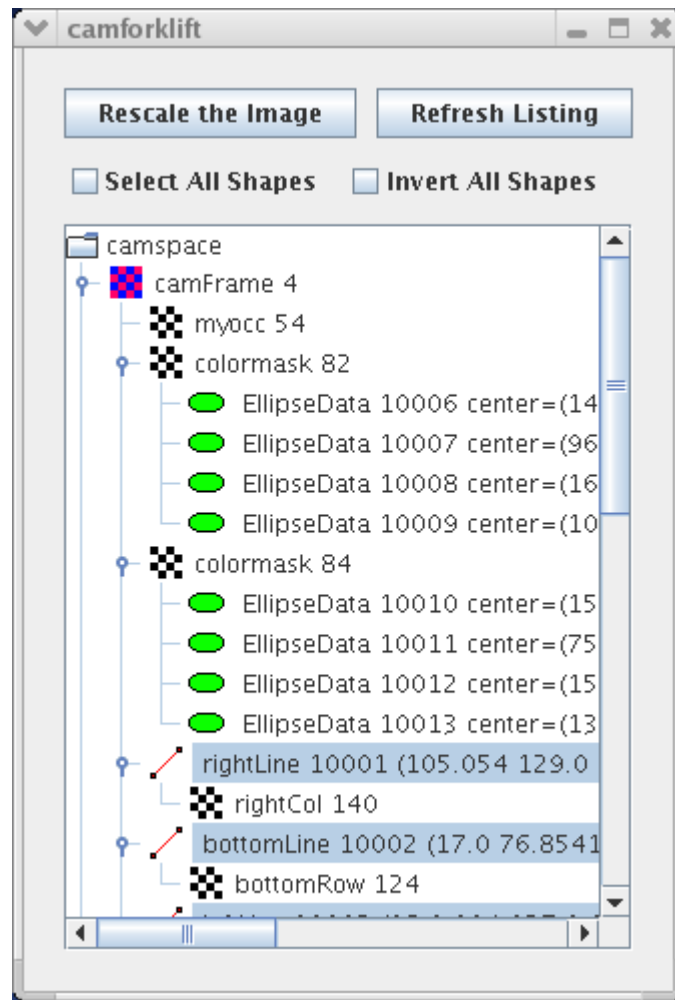 camforklift
Rescale the Image Refresh Listing
Select All Shapes Invert All Shapes
camspace
camFrame 4
myocc 54
colormask 82
EllipseData 10006 center=(14
EllipseData 10007 center=(96
EllipseData 10008 center=(16
EllipseData 10009 center=(10
colormask 84
EllipseData 10010 center=(15
EllipseData 10011 center=(75
EllipseData 10012 center=(15
EllipseData 10013 center=(13
rightLine 10001 (105.054 129.0
rightCol 140
bottomLine 10002 (17.0 76.8541
bottomRow 124